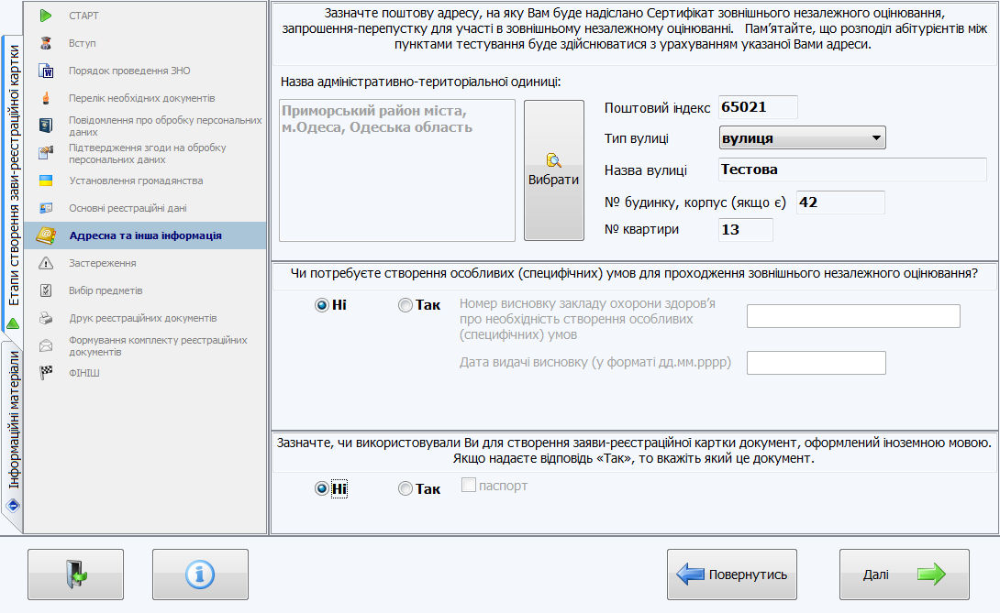 Етапи створення заяви-реєстраційної картки
Інформаційні матеріали
СТАРТ
Вступ
Порядок проведення ЗНО
Перелік необхідних документів
Повідомлення про обробку персональних
даних
Підтвердження згоди на обробку
персональних даних
Установлення громадянства
Основні реєстраційні дані
Адресна та інша інформація
Застереження
Вибір предметів
Друк реєстраційних документів
Формування комплекту реєстраційних
документів
ФІНІШ
Зазначте поштову адресу, на яку Вам буде надіслано Сертифікат зовнішнього незалежного оцінювання,
запрошення-перепустку для участі в зовнішньому незалежному оцінюванні. Пам’ятайте, що розподіл абітурієнтів між
пунктами тестування буде здійснюватися з урахуванням указаної Вами адреси.
Назва адміністративно-територіальної одиниці:
Приморський район міста,
м.Одеса, Одеська область
Вибрати
Поштовий індекс 65021
Тип вулиці вулиця
Назва вулиці Тестова
№ будинку, корпус (якщо є) 42
№ квартири 13
Чи потребуєте створення особливих (специфічних) умов для проходження зовнішнього незалежного оцінювання?
Ні Так Номер висновку закладу охорони здоров’я
про необхідність створення особливих
(специфічних) умов
Дата видачі висновку (у форматі дд.мм.рррр)
Зазначте, чи використовували Ви для створення заяви-реєстраційної картки документ, оформлений іноземною мовою.
Якщо надаєте відповідь «Так», то вкажіть який це документ.
Ні Так паспорт
Повернутись Далі